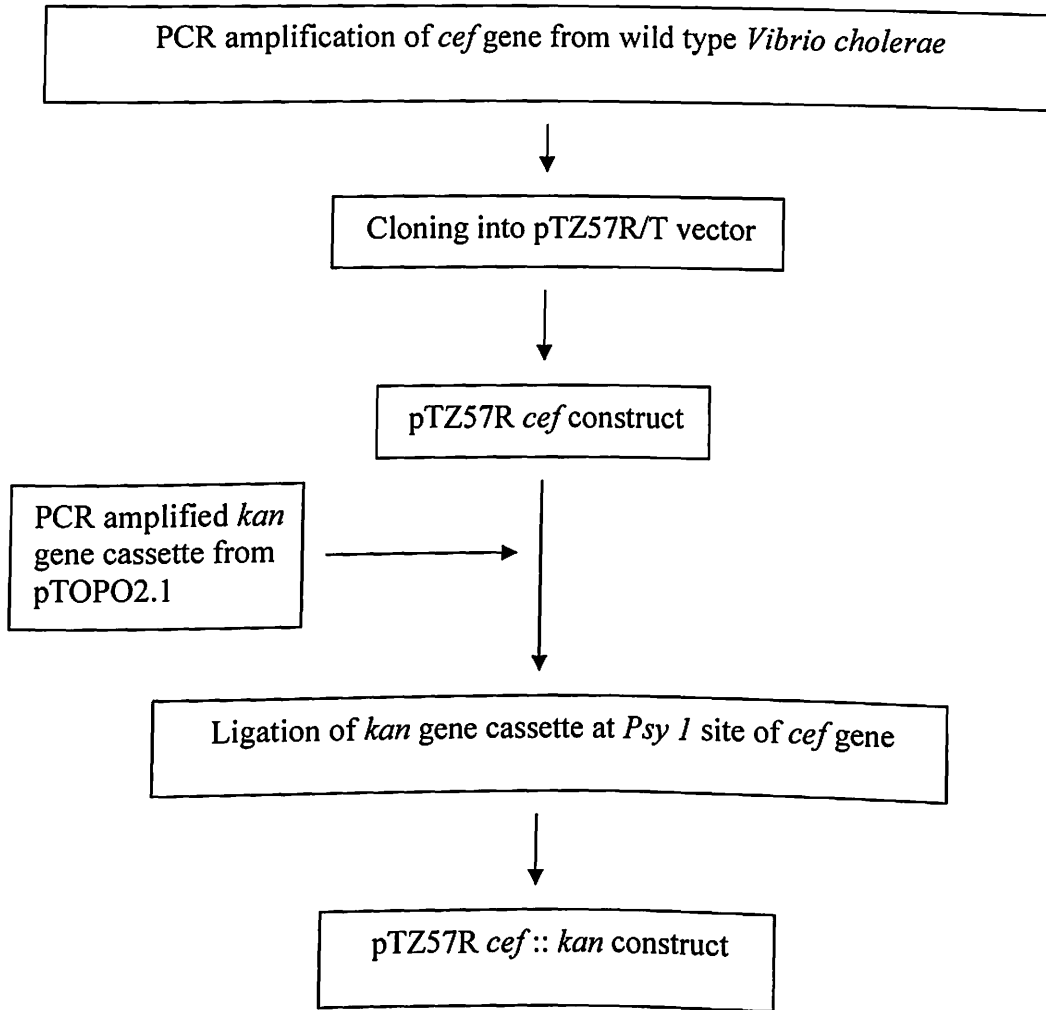 PCR amplification of cef gene from wild type Vibrio cholerae
Cloning into pTZ57R/T vector
pTZ57R cef construct
PCR amplified kan
gene cassette from
pTOPO2.1
Ligation of kan gene cassette at Psy 1 site of cef gene
pTZ57R cef :: kan construct